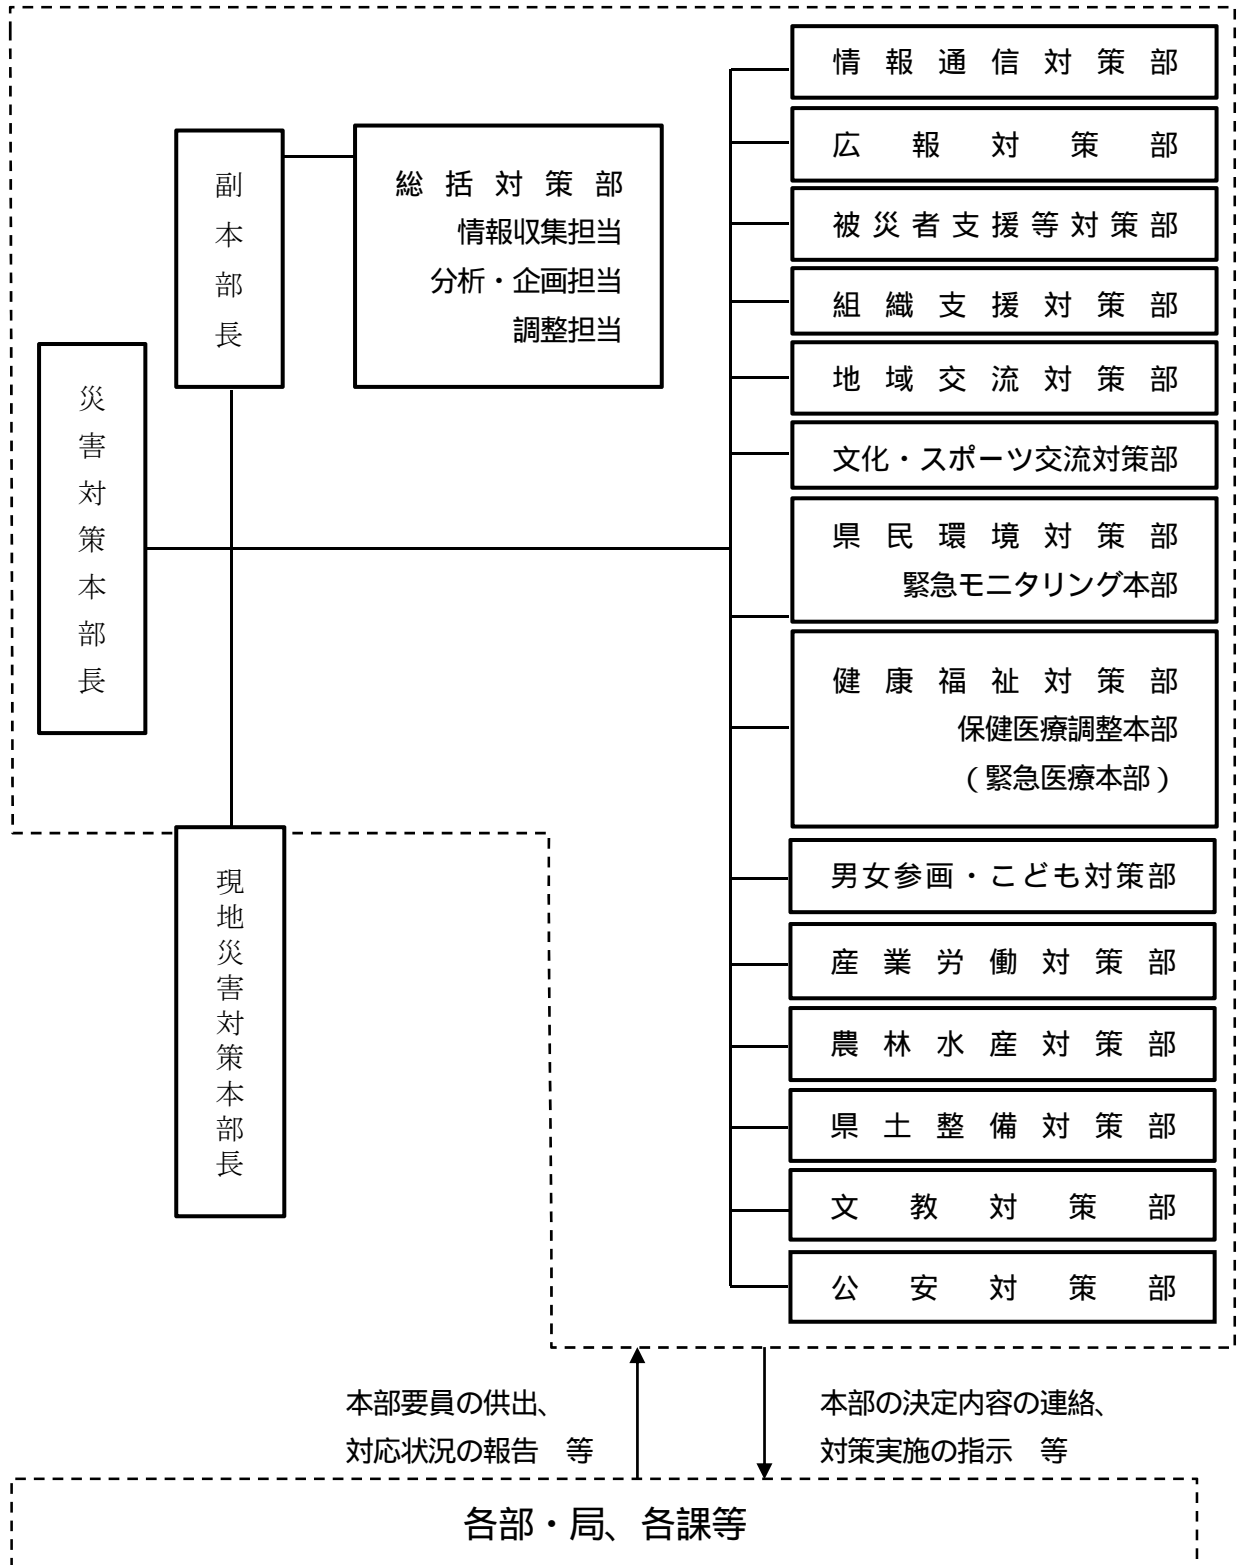 災害対策本部長
副本部長
総括対策部
情報収集担当
分析・企画担当
調整担当
現地災害対策本部長
情報通信対策部
広報対策部
被災者支援等対策部
組織支援対策部
地域交流対策部
文化・スポーツ交流対策部
県民環境対策部
緊急モニタリング本部
健康福祉対策部
保健医療調整本部
（緊急医療本部）
男女参画・こども対策部
産業労働対策部
農林水産対策部
県土整備対策部
文教対策部
公安対策部
本部要員の供出、
対応状況の報告　等
本部の決定内容の連絡、
対策実施の指示　等
各部・局、各課等